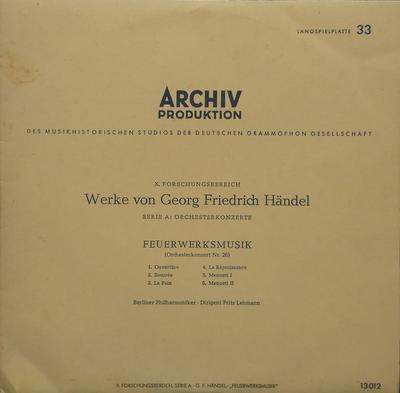 LANGSPIELPLATTE 33
ARCHIV
PRODUKTION
DES MUSIKHISTORISCHEN STUDIOS DER DEUTSCHEN GRAMMOPHON GESELLSCHAFT
X. FORSCHUNGSBEREICH
Werke von Georg Friedrich Händel
SERIE A: ORCHESTERKONZERTE
FEUERWERKSMUSIK
(Orchesterkonzert Nr. 26)
1. Ouvertüre 4. La Réjouissance
2. Bourrée 5. Menuett I
3. La Paix 6. Menuett II
Berliner Philharmoniker · Dirigent Fritz Lehmann
X. FORSCHUNGSBEREICH, SERIE A · G. F. HÄNDEL · „FEUERWERKSMUSIK"
13012